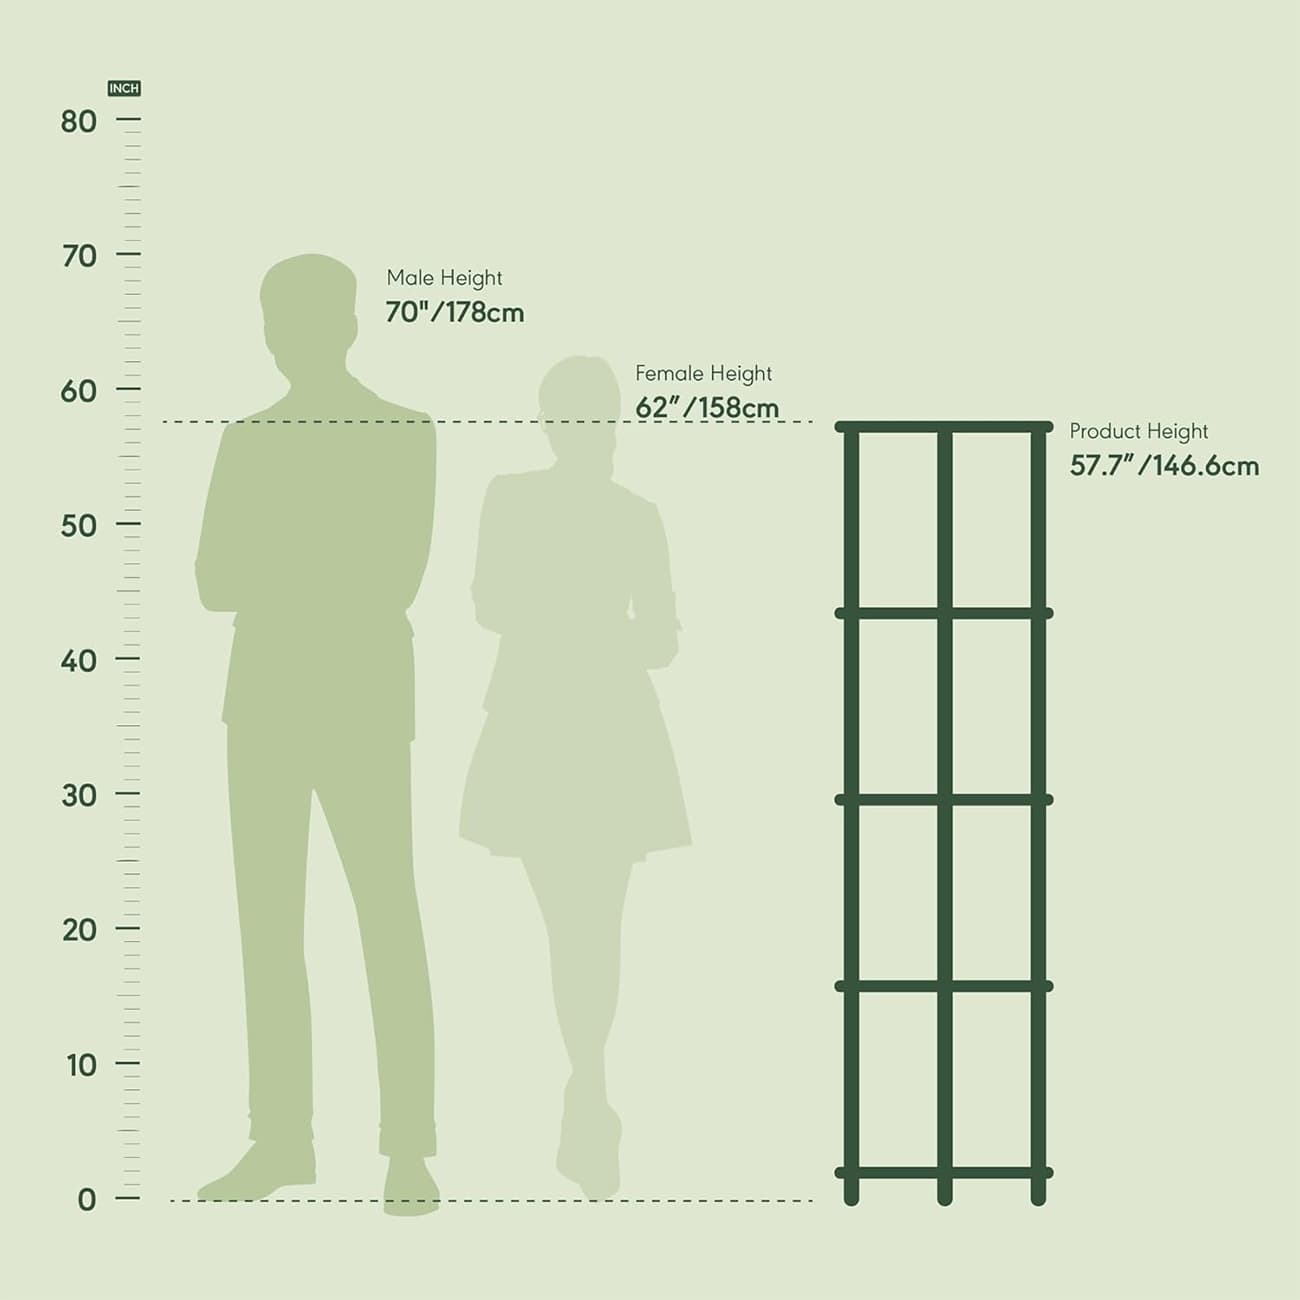 INCH
80
70
60
50
40
30
20
10
0
Male Height
70"/178cm
Female Height
62″/158cm
Product Height
57.7″/146.6cm